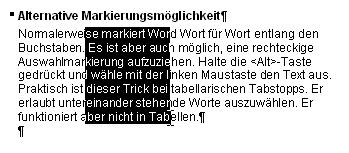 ▪ Alternative Markierungsmöglichkeit¶
Normalerweise markiert Word Wort für Wort entlang den
Buchstaben. Es ist aber auch möglich, eine rechteckige
Auswahlmarkierung aufzuziehen. Halte die <Alt>-Taste
gedrückt und wähle mit der linken Maustaste den Text aus.
Praktisch ist dieser Trick bei tabellarischen Tabstopps. Er
erlaubt untereinander stehende Worte auszuwählen. Er
funktioniert aber nicht in Tabellen.¶
¶